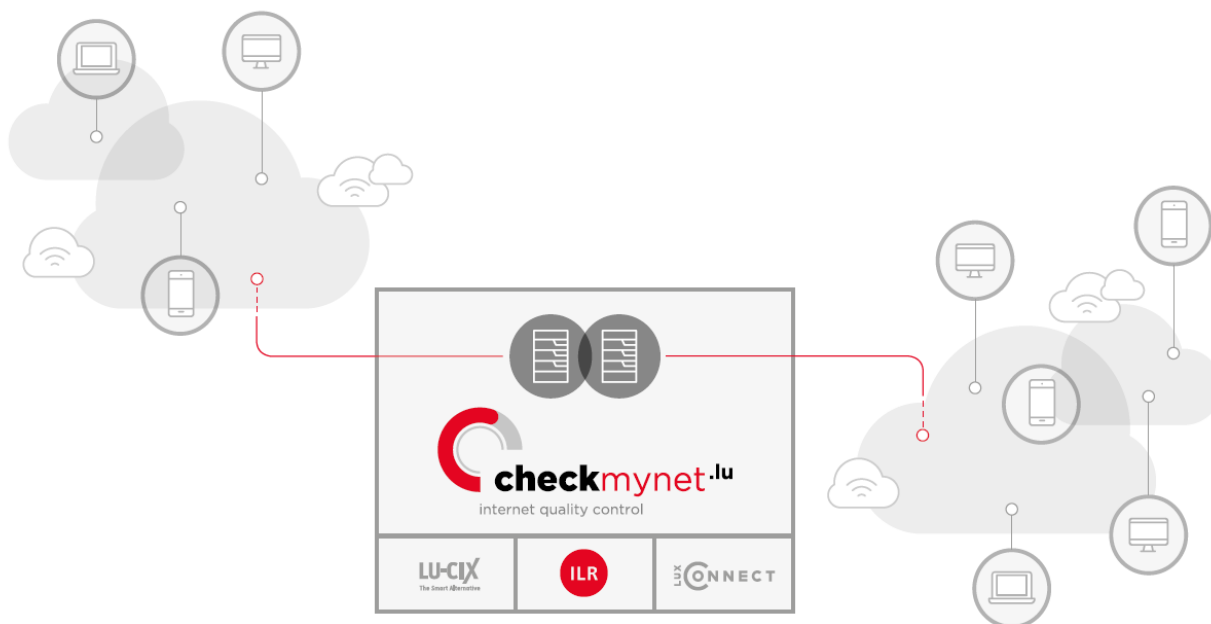 checkmynet.lu
internet quality control
LU-CIX
The Smart Alternative
ILR
LUX CONNECT